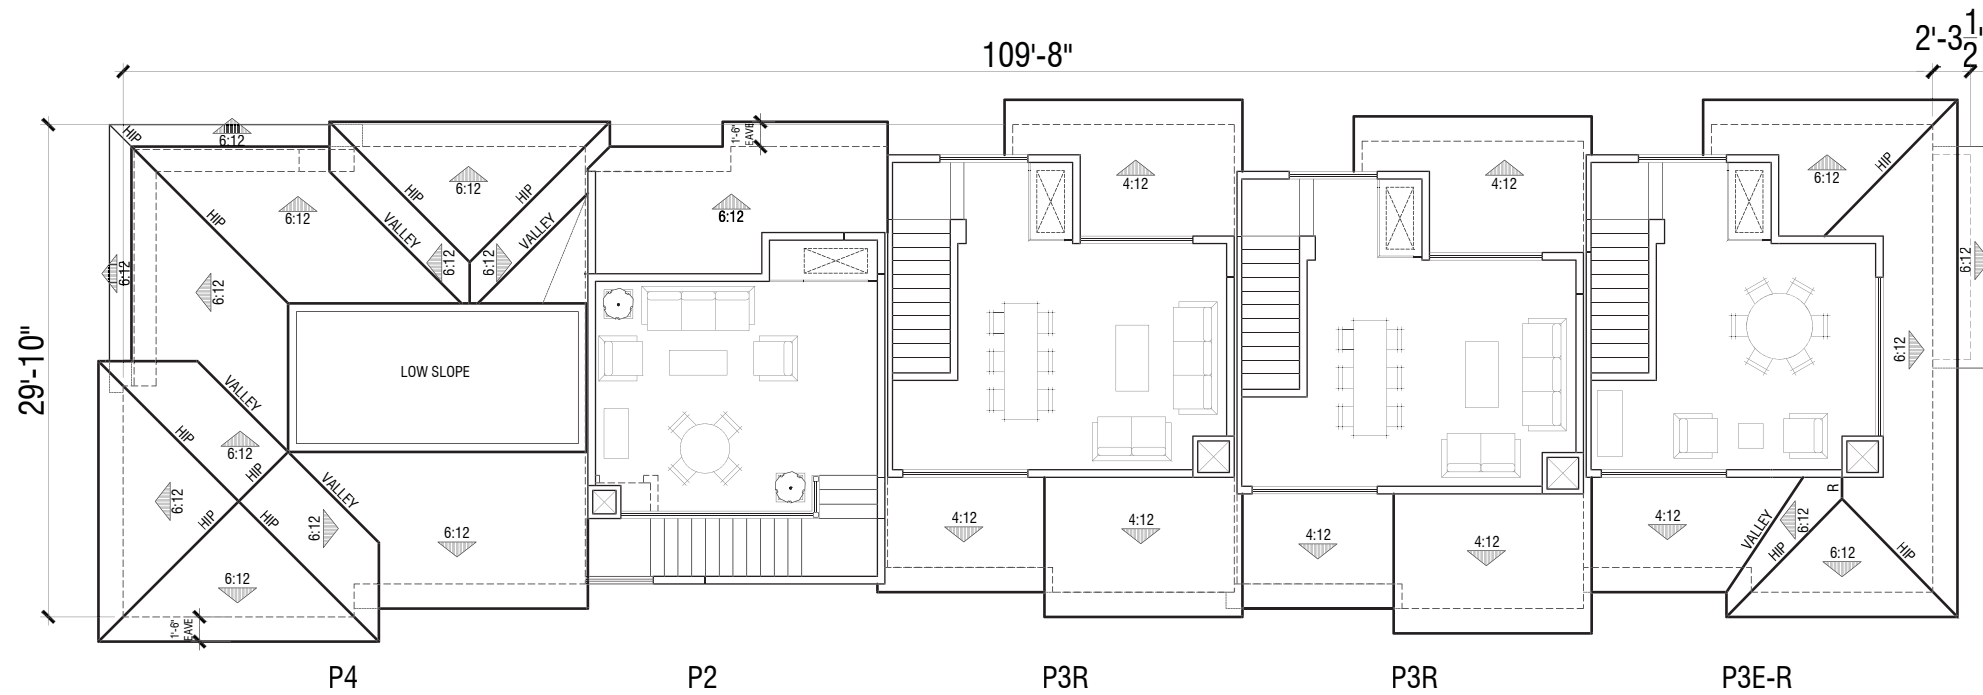 109'-8"
2'-3 1/2"
HIP
6:12
1'-6"
EAVE
6:12
HIP
6:12
HIP
4:12
4:12
6:12
HIP
6:12
HIP
6:12
VALLEY
6:12
6:12
VALLEY
6:12
6:12
6:12
6:12
29'-10"
LOW SLOPE
VALLEY
HIP
6:12
HIP
VALLEY
6:12
HIP
HIP
6:12
6:12
4:12
4:12
4:12
4:12
4:12
R
VALLEY
6:12
HIP
6:12
HIP
6:12
1'-6"
EAVE
P4
P2
P3R
P3R
P3E-R